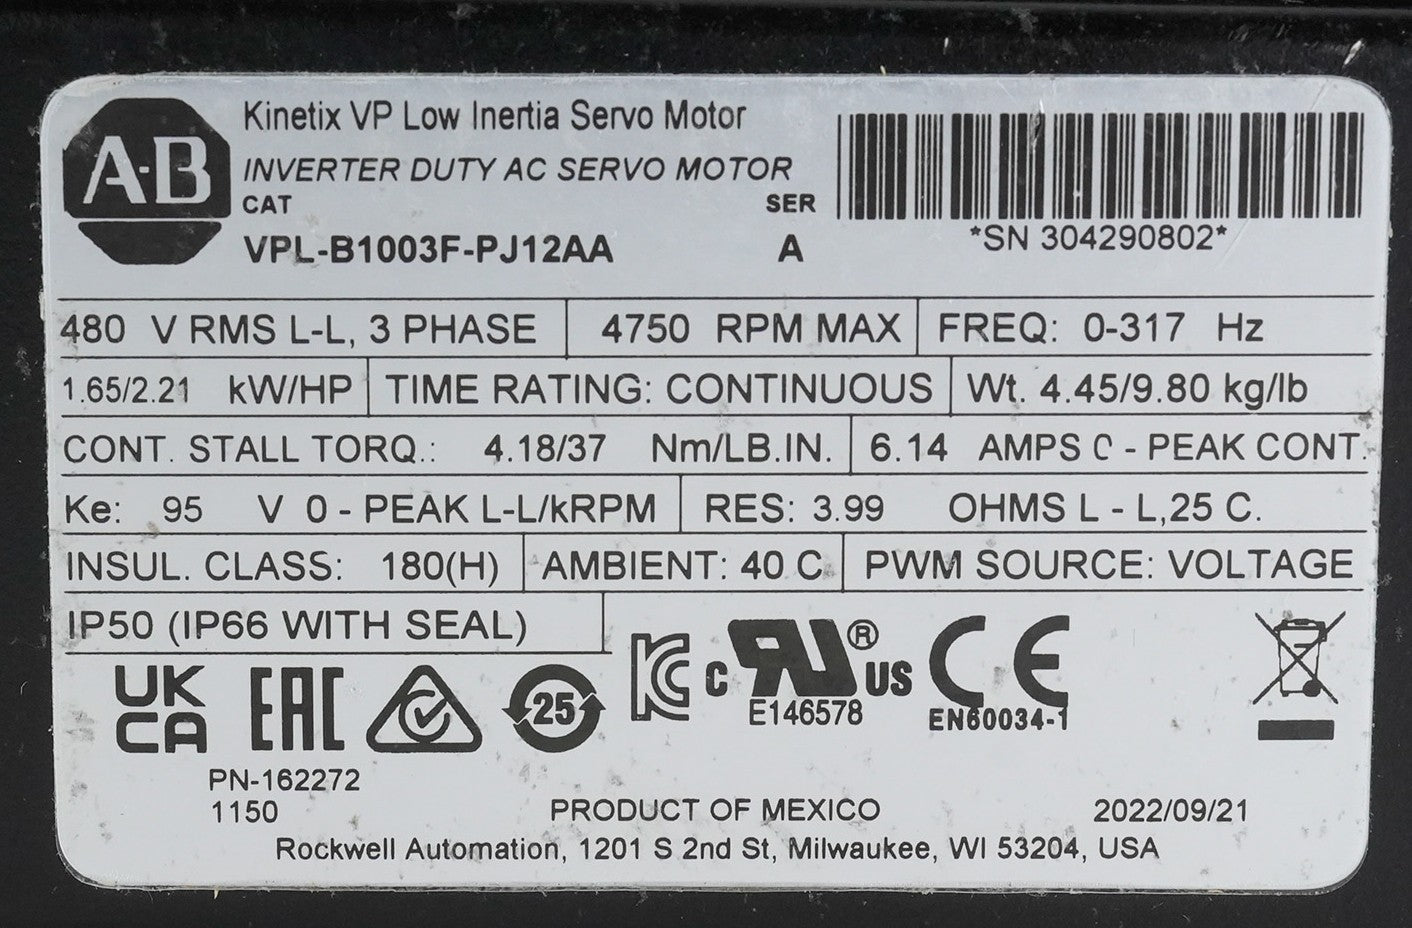 A-B
Kinetix VP Low Inertia Servo Motor
INVERTER DUTY AC SERVO MOTOR
CAT SER
VPL-B1003F-PJ12AA A
*SN 304290802*
480 V RMS L-L, 3 PHASE 4750 RPM MAX FREQ: 0-317 Hz
1.65/2.21 kW/HP TIME RATING: CONTINUOUS Wt. 4.45/9.80 kg/lb
CONT. STALL TORQ.: 4.18/37 Nm/LB.IN. 6.14 AMPS 0 - PEAK CONT.
Ke: 95 V 0 - PEAK L-L/kRPM RES: 3.99 OHMS L - L,25 C.
INSUL. CLASS: 180(H) AMBIENT: 40 C PWM SOURCE: VOLTAGE
IP50 (IP66 WITH SEAL)
UK CA EAC 25 KC c RU ® US CE
E146578 EN60034-1
PN-162272
1150 PRODUCT OF MEXICO 2022/09/21
Rockwell Automation, 1201 S 2nd St, Milwaukee, WI 53204, USA